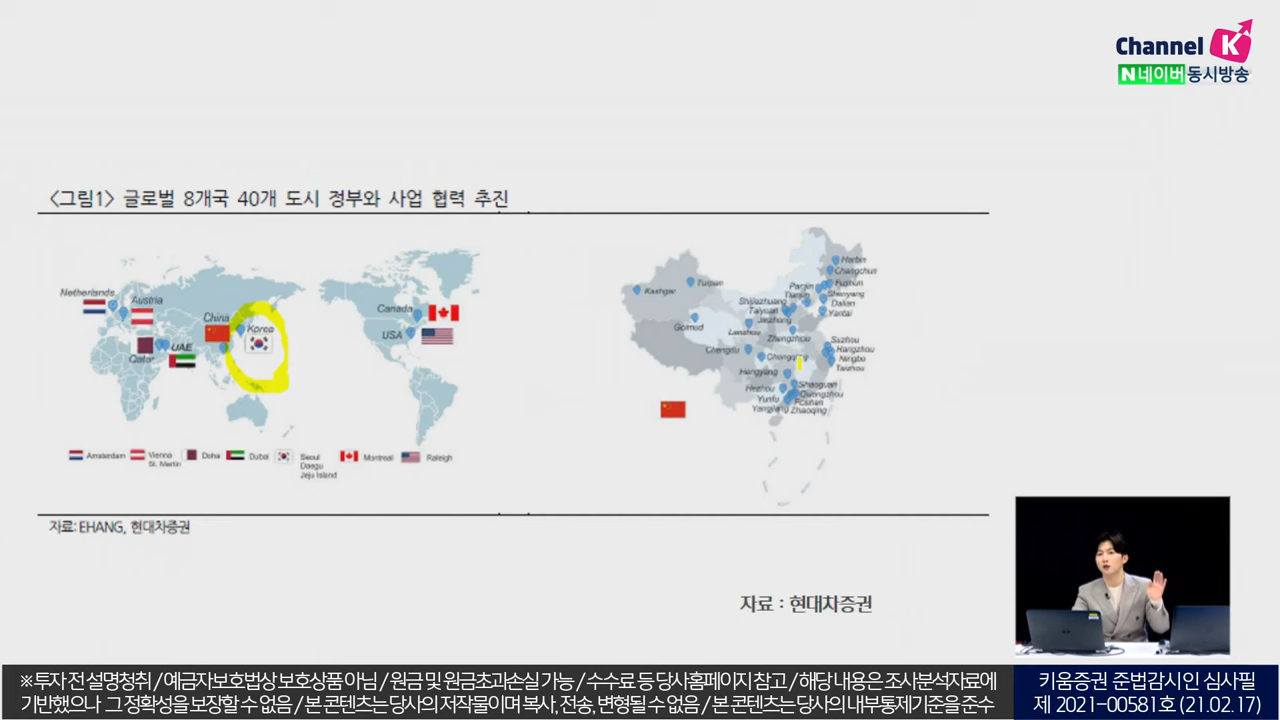 Channel K
N네이버 동시방송
<그림1> 글로벌 8개국 40개 도시 정부와 사업 협력 추진
Netherlands
Austria
China
Korea
Qatar
UAE
Canada
USA
Amsterdam
Vienna
St. Martin
Doha
Dubai
Seoul
Daegu
Jeju Island
Montreal
Raleigh
Harbin
Changchun
Fushun
Panjin
Shenyang
Tianjin
Dalian
Yantai
Shijiazhuang
Taiyuan
Kashgar
Turpan
Golmud
Lanzhou
Zhengzhou
Chengdu
Chongqing
Suzhou
Hangzhou
Ningbo
Taizhou
Hengyang
Hezhou
Shaoguan
Guangzhou
Yunfu
Foshan
Yangjiang
Zhaoqing
자료: EHANG, 현대차증권
자료 : 현대차증권
※ 투자 전 설명청취 / 예금자보호법상 보호상품 아님 / 원금 및 원금초과손실 가능 / 수수료 등 당사홈페이지 참고 / 해당 내용은 조사분석자료에
기반했으나 그 정확성을 보장할 수 없음 / 본 콘텐츠는 당사의 저작물이며 복사, 전송, 변형될 수 없음 / 본 콘텐츠는 당사의 내부통제기준을 준수
키움증권 준법감시인 심사필
제 2021-00581호 (21.02.17)